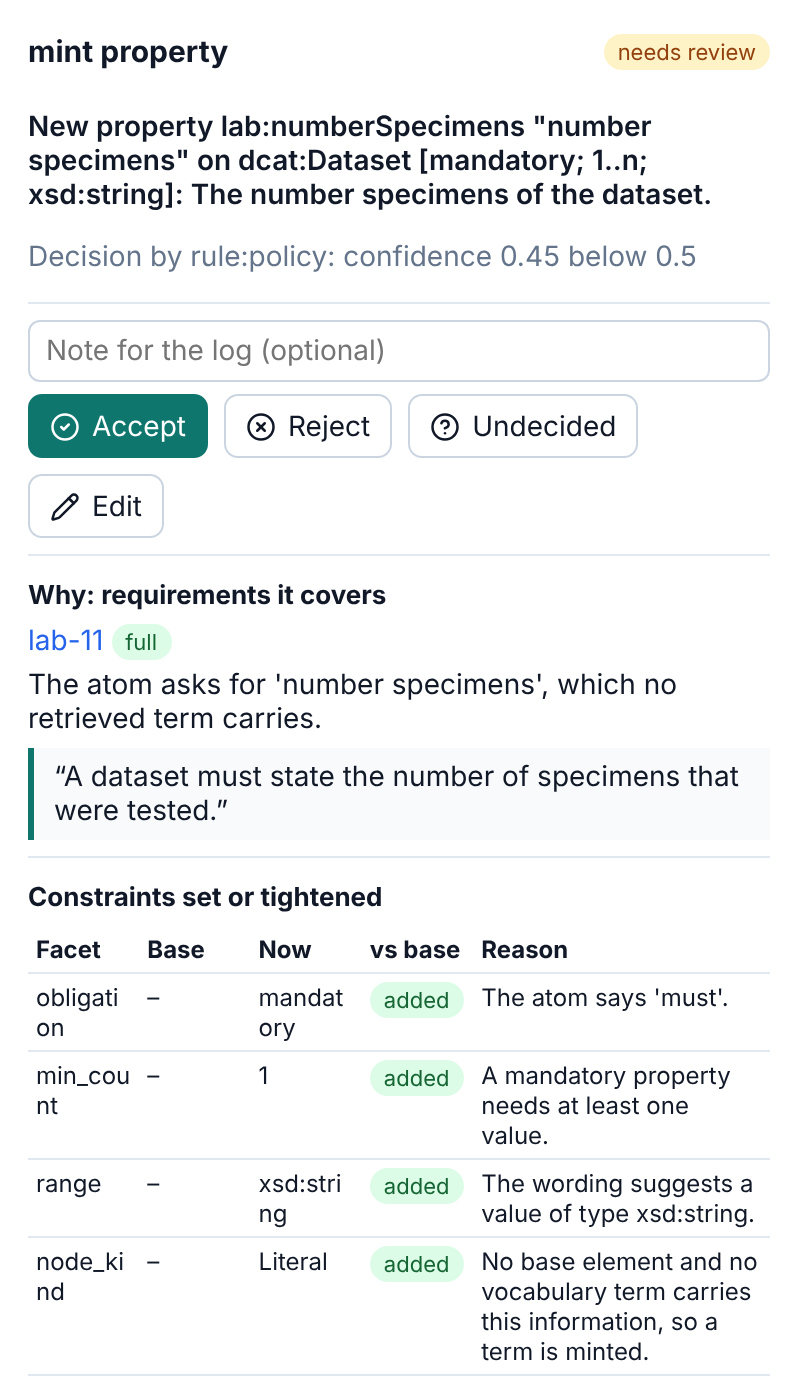 mint property
needs review
New property lab:numberSpecimens "number
specimens" on dcat:Dataset [mandatory; 1..n;
xsd:string]: The number specimens of the dataset.
Decision by rule:policy: confidence 0.45 below 0.5
Note for the log (optional)
Accept Reject Undecided
Edit
Why: requirements it covers
lab-11 full
The atom asks for 'number specimens', which no
retrieved term carries.
“A dataset must state the number of specimens that
were tested.”
Constraints set or tightened
Facet Base Now vs base Reason
obligati – mandat added The atom says 'must'.
on ory
min_cou – 1 added A mandatory property
nt needs at least one
value.
range – xsd:stri added The wording suggests a
ng value of type xsd:string.
node_ki – Literal added No base element and no
nd vocabulary term carries
this information, so a
term is minted.